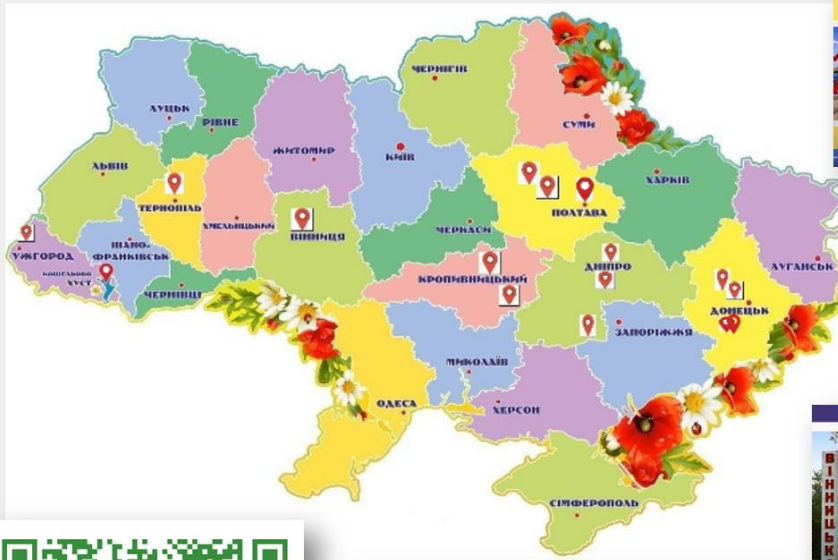 ЧЕРНІГІВ
ЛУЦЬК
РІВНЕ
СУМИ
ЖИТОМИР
КИЇВ
ЛЬВІВ
ХАРКІВ
ТЕРНОПІЛЬ
ХМЕЛЬНИЦЬКИЙ
ПОЛТАВА
ВІННИЦЯ
ЧЕРКАСИ
ІВАНО-
ФРАНКІВСЬК
УЖГОРОД
ХУСТ
ЧЕРНІВЦІ
КРОПИВНИЦЬКИЙ
ДНІПРО
ЛУГАНСЬК
ДОНЕЦЬК
ЗАПОРІЖЖЯ
МИКОЛАЇВ
ОДЕСА
ХЕРСОН
СІМФЕРОПОЛЬ